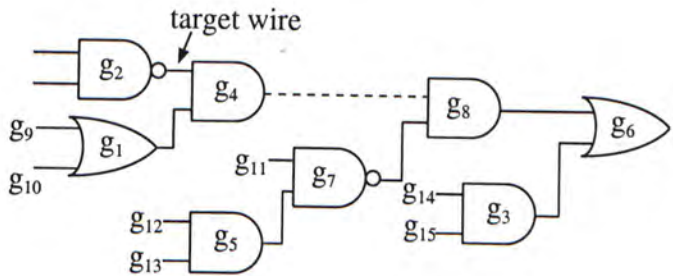 target wire
g₂
g₄
g₈
g₆
g₉
g₁
g₁₀
g₁₁
g₇
g₁₄
g₃
g₁₂
g₅
g₁₅
g₁₃